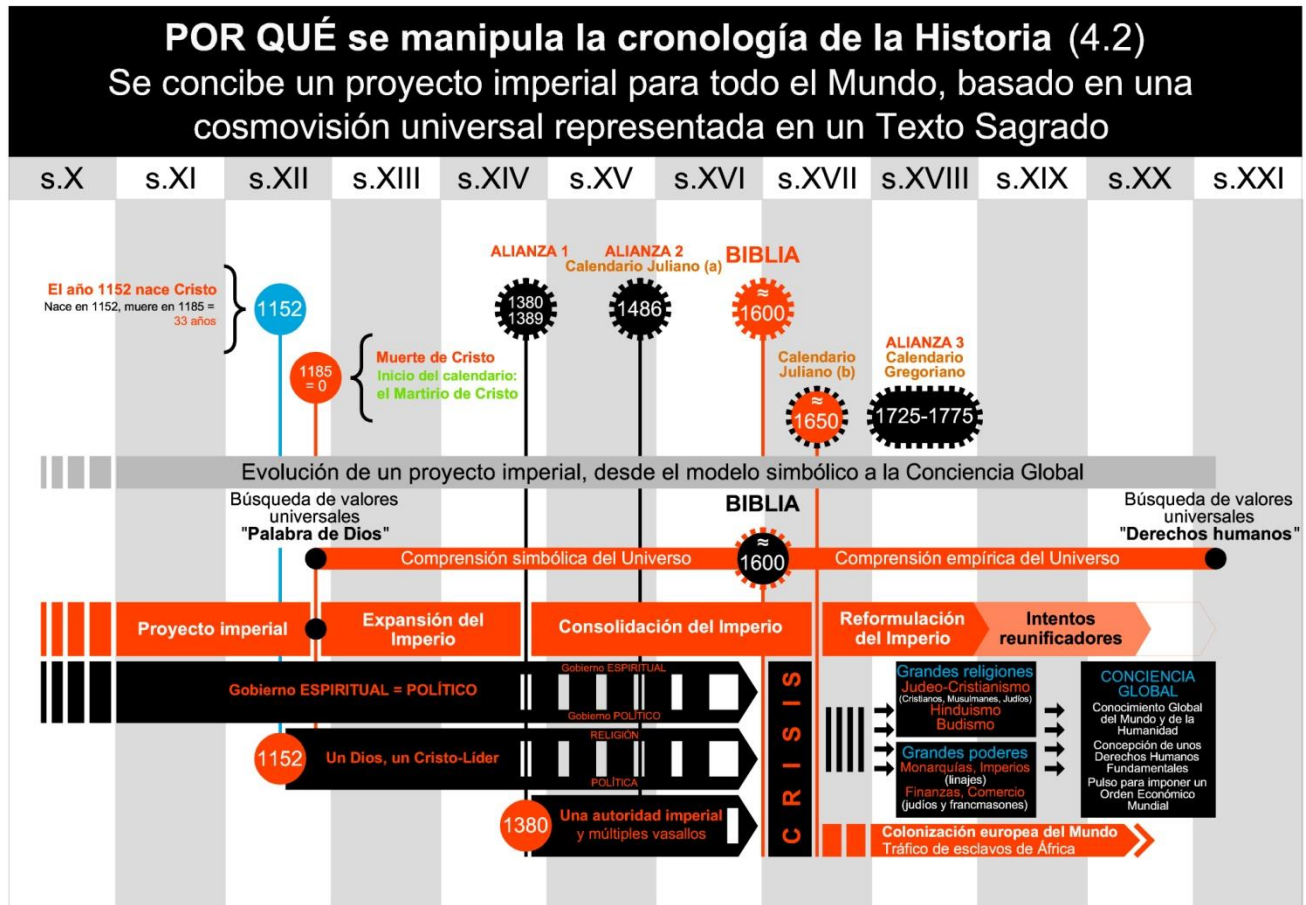 POR QUÉ se manipula la cronología de la Historia (4.2)
Se concibe un proyecto imperial para todo el Mundo, basado en una
cosmovisión universal representada en un Texto Sagrado
s.X s.XI s.XII s.XIII s.XIV s.XV s.XVI s.XVII s.XVIII s.XIX s.XX s.XXI
El año 1152 nace Cristo
Nace en 1152, muere en 1185 =
33 años
1152
1185
= 0
Muerte de Cristo
Inicio del calendario:
el Martirio de Cristo
ALIANZA 1
1380
1389
ALIANZA 2
Calendario Juliano (a)
1486
BIBLIA
≈
1600
Calendario
Juliano (b)
≈
1650
ALIANZA 3
Calendario
Gregoriano
1725-1775
Evolución de un proyecto imperial, desde el modelo simbólico a la Conciencia Global
Búsqueda de valores
universales
"Palabra de Dios"
BIBLIA
≈
1600
Búsqueda de valores
universales
"Derechos humanos"
Comprensión simbólica del Universo
Comprensión empírica del Universo
Proyecto imperial
Expansión del
Imperio
Consolidación del Imperio
Reformulación
del Imperio
Intentos
reunificadores
Gobierno ESPIRITUAL = POLÍTICO
Gobierno ESPIRITUAL
Gobierno POLÍTICO
1152
Un Dios, un Cristo-Líder
RELIGIÓN
POLÍTICA
1380
Una autoridad imperial
y múltiples vasallos
CRISIS
Grandes religiones
Judeo-Cristianismo
(Cristianos, Musulmanes, Judíos)
Hinduismo
Budismo
Grandes poderes
Monarquías, Imperios
(linajes)
Finanzas, Comercio
(judíos y francmasones)
CONCIENCIA
GLOBAL
Conocimiento Global
del Mundo y de la
Humanidad
Concepción de unos
Derechos Humanos
Fundamentales
Pulso para imponer un
Orden Económico
Mundial
Colonización europea del Mundo
Tráfico de esclavos de África